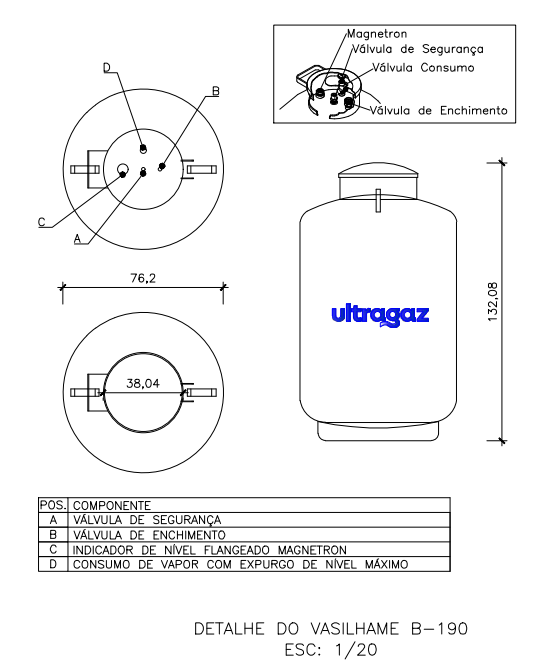 Magnetron
Válvula de Segurança
Válvula Consumo
Válvula de Enchimento
D
B
C
A
76,2
132,08
ultragaz
38,04
POS. COMPONENTE
A VÁLVULA DE SEGURANÇA
B VÁLVULA DE ENCHIMENTO
C INDICADOR DE NÍVEL FLANGEADO MAGNETRON
D CONSUMO DE VAPOR COM EXPURGO DE NÍVEL MÁXIMO
DETALHE DO VASILHAME B-190
ESC: 1/20